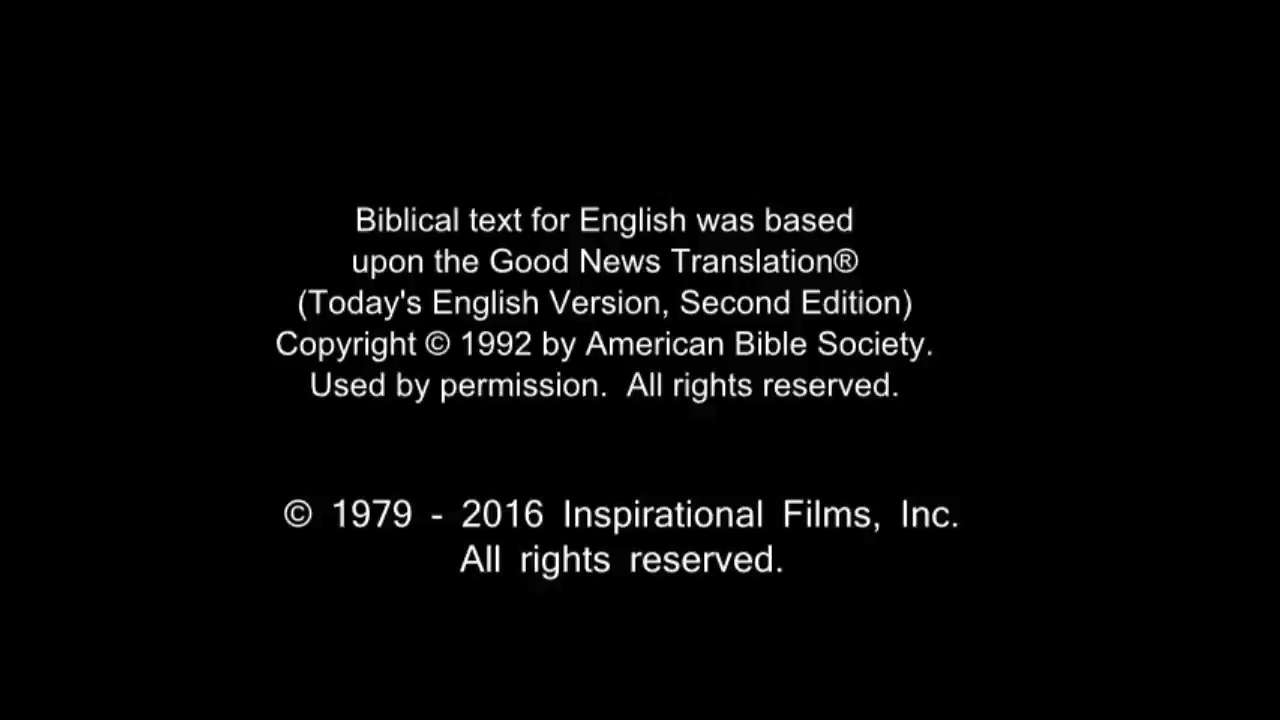 Biblical text for English was based
upon the Good News Translation®
(Today's English Version, Second Edition)
Copyright © 1992 by American Bible Society.
Used by permission.  All rights reserved.
© 1979 - 2016 Inspirational Films, Inc.
All rights reserved.